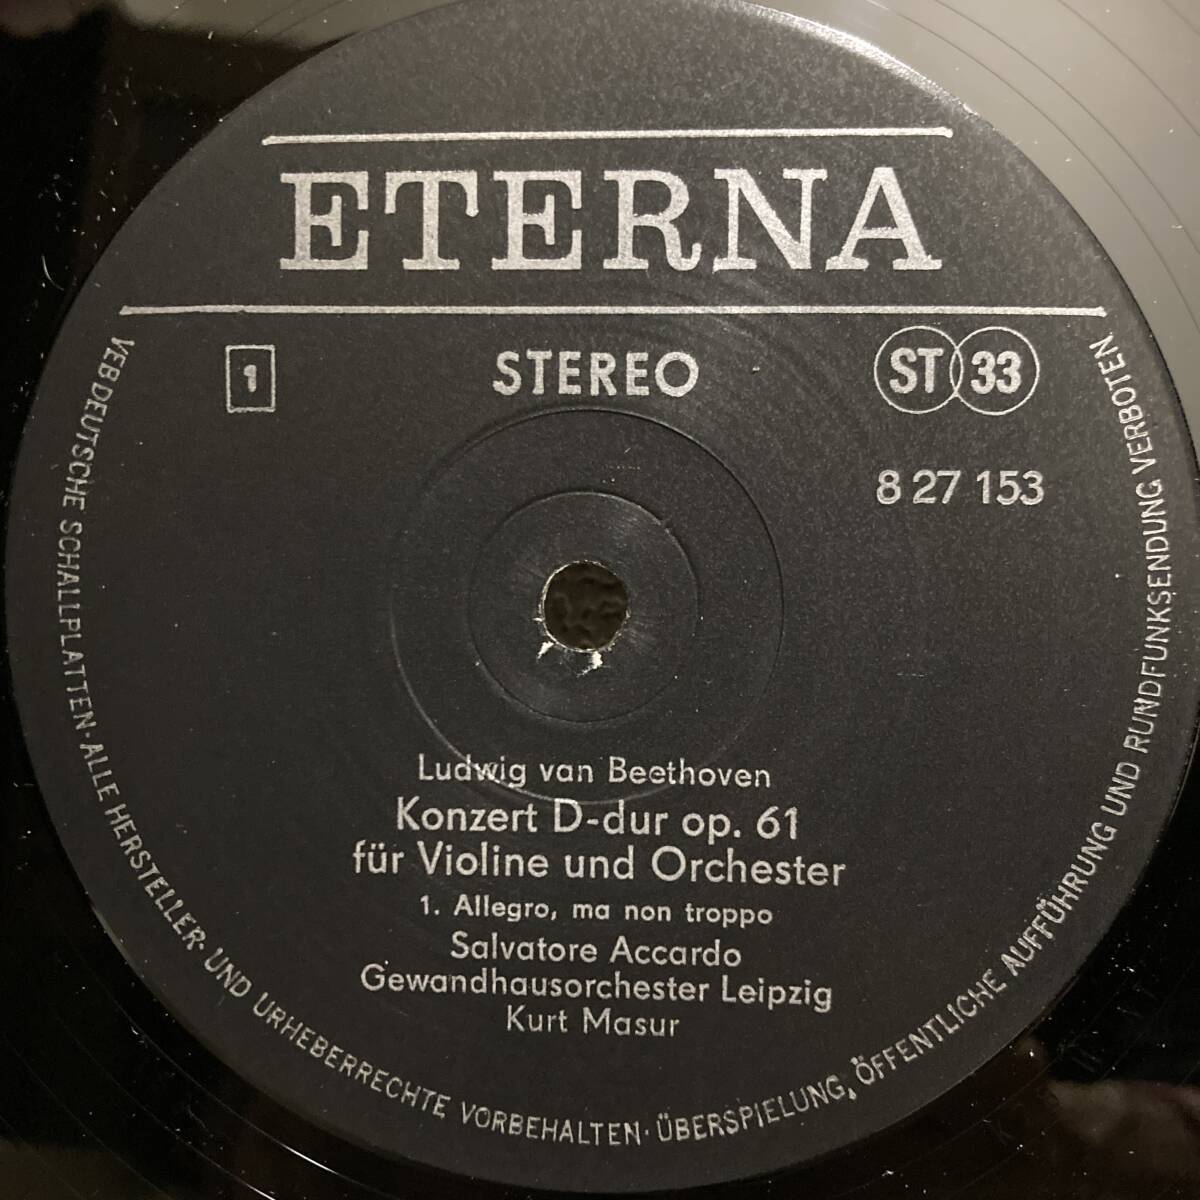 ETERNA
1
STEREO
ST 33
8 27 153
Ludwig van Beethoven
Konzert D-dur op. 61
für Violine und Orchester
1. Allegro, ma non troppo
Salvatore Accardo
Gewandhausorchester Leipzig
Kurt Masur
VEB DEUTSCHE SCHALLPLATTEN · ALLE HERSTELLER- UND URHEBERRECHTE VORBEHALTEN · ÜBERSPIELUNG, ÖFFENTLICHE AUFFÜHRUNG UND RUNDFUNKSENDUNG VERBOTEN